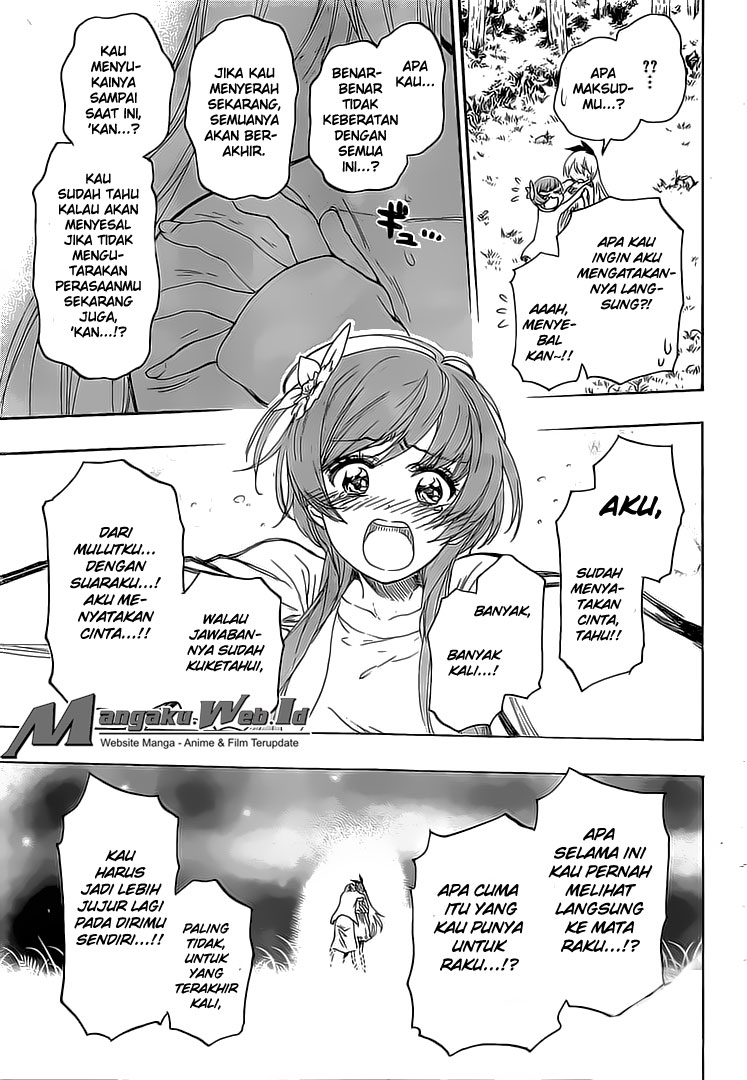 ??
...
APA
MAKSUD-
MU...?
APA KAU
INGIN AKU
MENGATAKAN-
NYA LANG-
SUNG?!
AAAH,
MENYE-
BAL
KAN~!!
APA
KAU...
BENAR-
BENAR
TIDAK
KEBERATAN
DENGAN
SEMUA
INI...?
JIKA KAU
MENYERAH
SEKARANG,
SEMUANYA
AKAN BER-
AKHIR.
KAU
MENYU-
KAINYA
SAMPAI
SAAT INI,
'KAN...?
KAU
SUDAH TAHU
KALAU AKAN
MENYESAL
JIKA TIDAK
MENGU-
TARAKAN
PERASAANMU
SEKARANG
JUGA,
'KAN...!?
ギュ...
AKU,
SUDAH
MENYA-
TAKAN
CINTA,
TAHU!!
BANYAK,
BANYAK
KALI...!
WALAU
JAWABAN-
NYA SUDAH
KUKETAHUI,
DARI
MULUTKU...
DENGAN
SUARAKU...!
AKU ME-
NYATAKAN
CINTA...!!
Mangaku.Web.Id
Website Manga - Anime & Film Terupdate
APA
SELAMA INI
KAU PERNAH
MELIHAT
LANGSUNG
KE MATA
RAKU...!?
APA CUMA
ITU YANG
KAU PUNYA
UNTUK
RAKU...!?
PALING
TIDAK,
UNTUK
YANG
TERAKHIR
KALI,
KAU
HARUS
JADI LEBIH
JUJUR LAGI
PADA DIRIMU
SENDIRI...!!